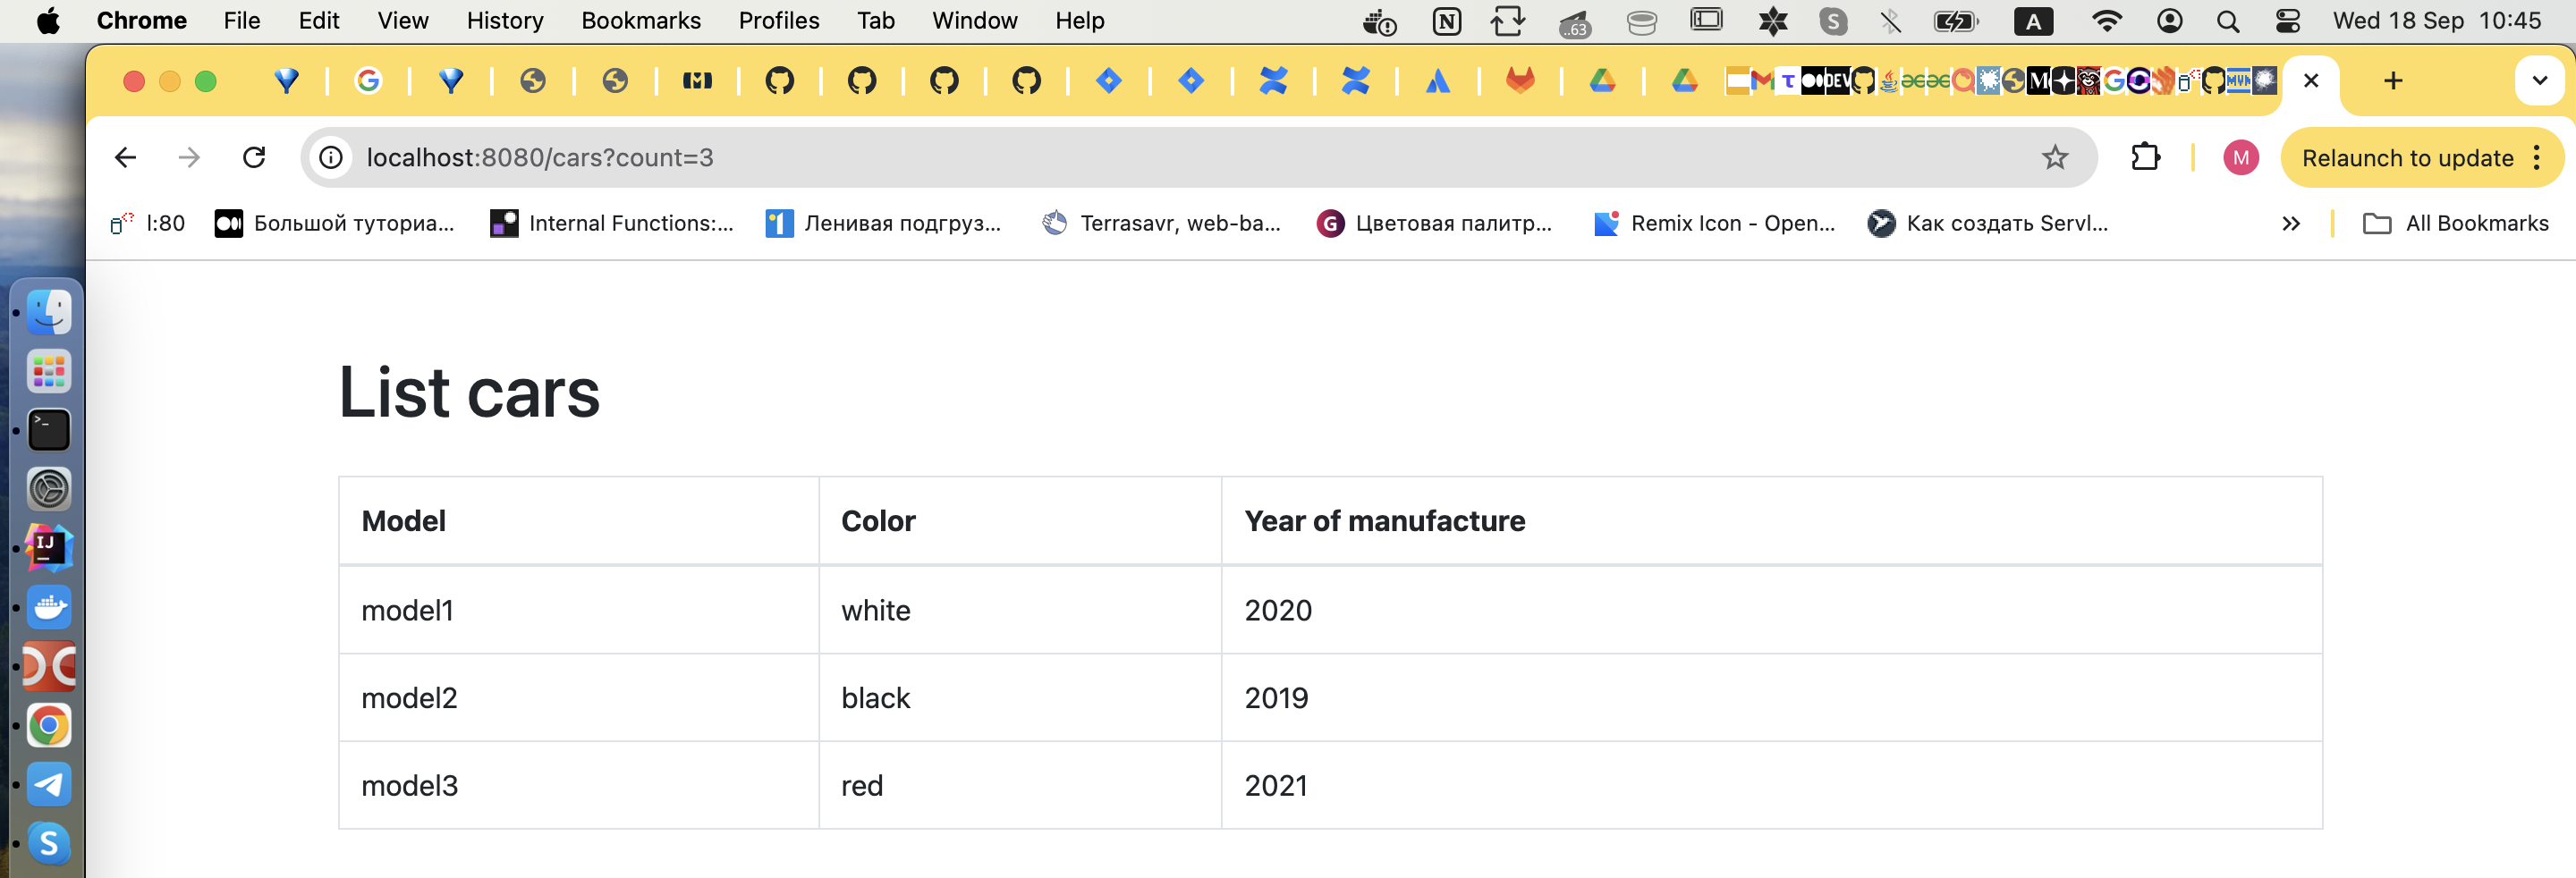 Chrome File Edit View History Bookmarks Profiles Tab Window Help ..63 A Wed 18 Sep 10:45
localhost:8080/cars?count=3 M Relaunch to update
l:80 Большой туториа... Internal Functions:... Ленивая подгруз... Terrasavr, web-ba... Цветовая палитр... Remix Icon - Open... Как создать Servl... All Bookmarks
List cars
Model Color Year of manufacture
model1 white 2020
model2 black 2019
model3 red 2021